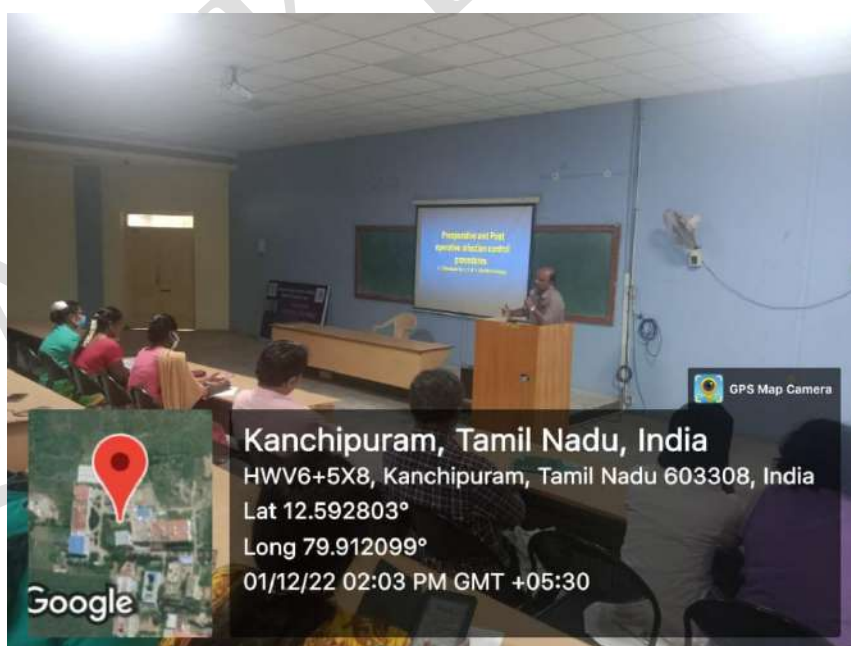 Preoperative and Post
operative infection control
procedures
GPS Map Camera
Kanchipuram, Tamil Nadu, India
HWV6+5X8, Kanchipuram, Tamil Nadu 603308, India
Lat 12.592803°
Long 79.912099°
01/12/22 02:03 PM GMT +05:30
Google